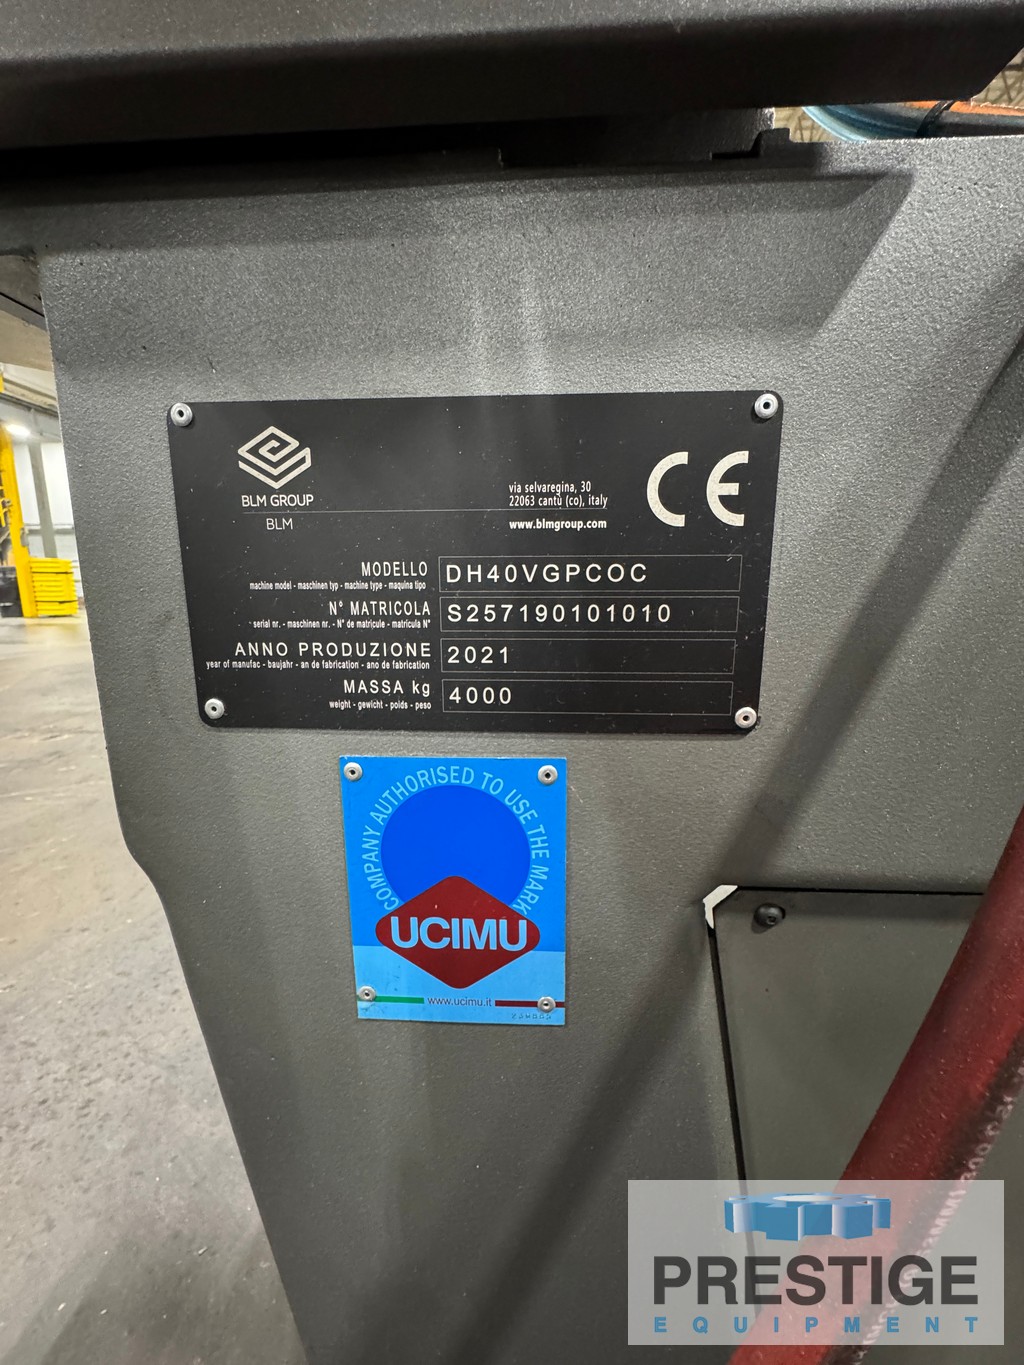 BLM GROUP
BLM
via selvaregina, 30
22063 cantù (co), italy
www.blmgroup.com
CE
MODELLO
machine model - maschinen typ - machine type - maquina tipo
DH40VGPCOC
N° MATRICOLA
serial nr. - maschinen nr. - N° de matricule - matricula N°
S257190101010
ANNO PRODUZIONE
year of manufac - baujahr - an de fabrication - ano de fabrication
2021
MASSA kg
weight - gewicht - poids - peso
4000
COMPANY AUTHORISED TO USE THE MARK
UCIMU
www.ucimu.it
PRESTIGE
EQUIPMENT